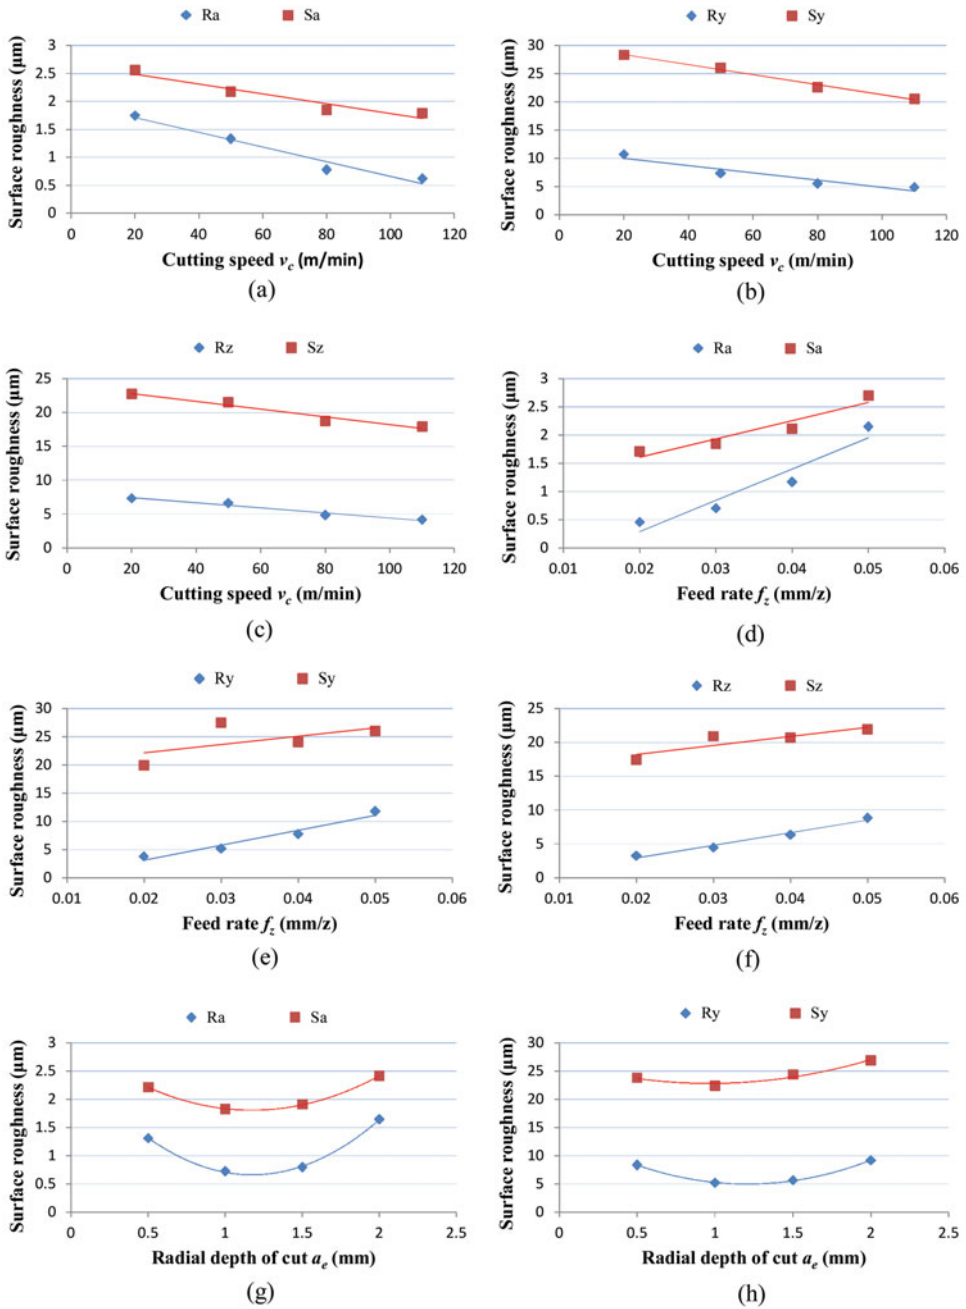 Ra Sa
Surface roughness (μm)
3
2.5
2
1.5
1
0.5
0
0 20 40 60 80 100 120
Cutting speed vc (m/min)
(a)
Ry Sy
Surface roughness (μm)
30
25
20
15
10
5
0
0 20 40 60 80 100 120
Cutting speed vc (m/min)
(b)
Rz Sz
Surface roughness (μm)
25
20
15
10
5
0
0 20 40 60 80 100 120
Cutting speed vc (m/min)
(c)
Ra Sa
Surface roughness (μm)
3
2.5
2
1.5
1
0.5
0
0.01 0.02 0.03 0.04 0.05 0.06
Feed rate fz (mm/z)
(d)
Ry Sy
Surface roughness (μm)
30
25
20
15
10
5
0
0.01 0.02 0.03 0.04 0.05 0.06
Feed rate fz (mm/z)
(e)
Rz Sz
Surface roughness (μm)
25
20
15
10
5
0
0.01 0.02 0.03 0.04 0.05 0.06
Feed rate fz (mm/z)
(f)
Ra Sa
Surface roughness (μm)
3
2.5
2
1.5
1
0.5
0
0 0.5 1 1.5 2 2.5
Radial depth of cut ae (mm)
(g)
Ry Sy
Surface roughness (μm)
30
25
20
15
10
5
0
0 0.5 1 1.5 2 2.5
Radial depth of cut ae (mm)
(h)